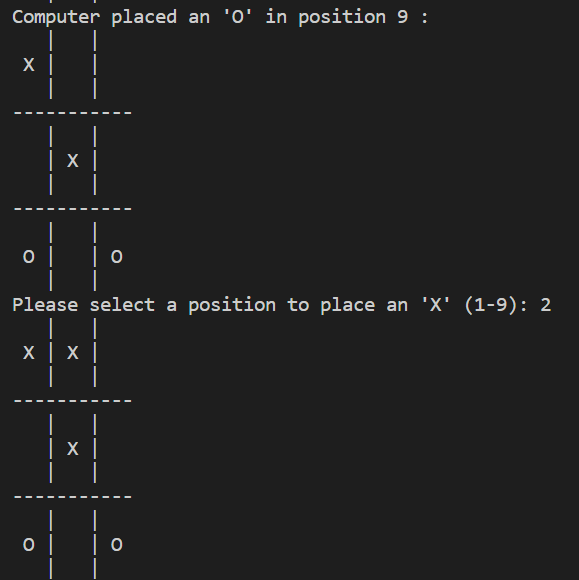 Computer placed an 'O' in position 9 :
   |   |
 X |   |
   |   |
-----------
   |   |
   | X |
   |   |
-----------
   |   |
 O |   | O
   |   |
Please select a position to place an 'X' (1-9): 2
   |   |
 X | X |
   |   |
-----------
   |   |
   | X |
   |   |
-----------
   |   |
 O |   | O
   |   |